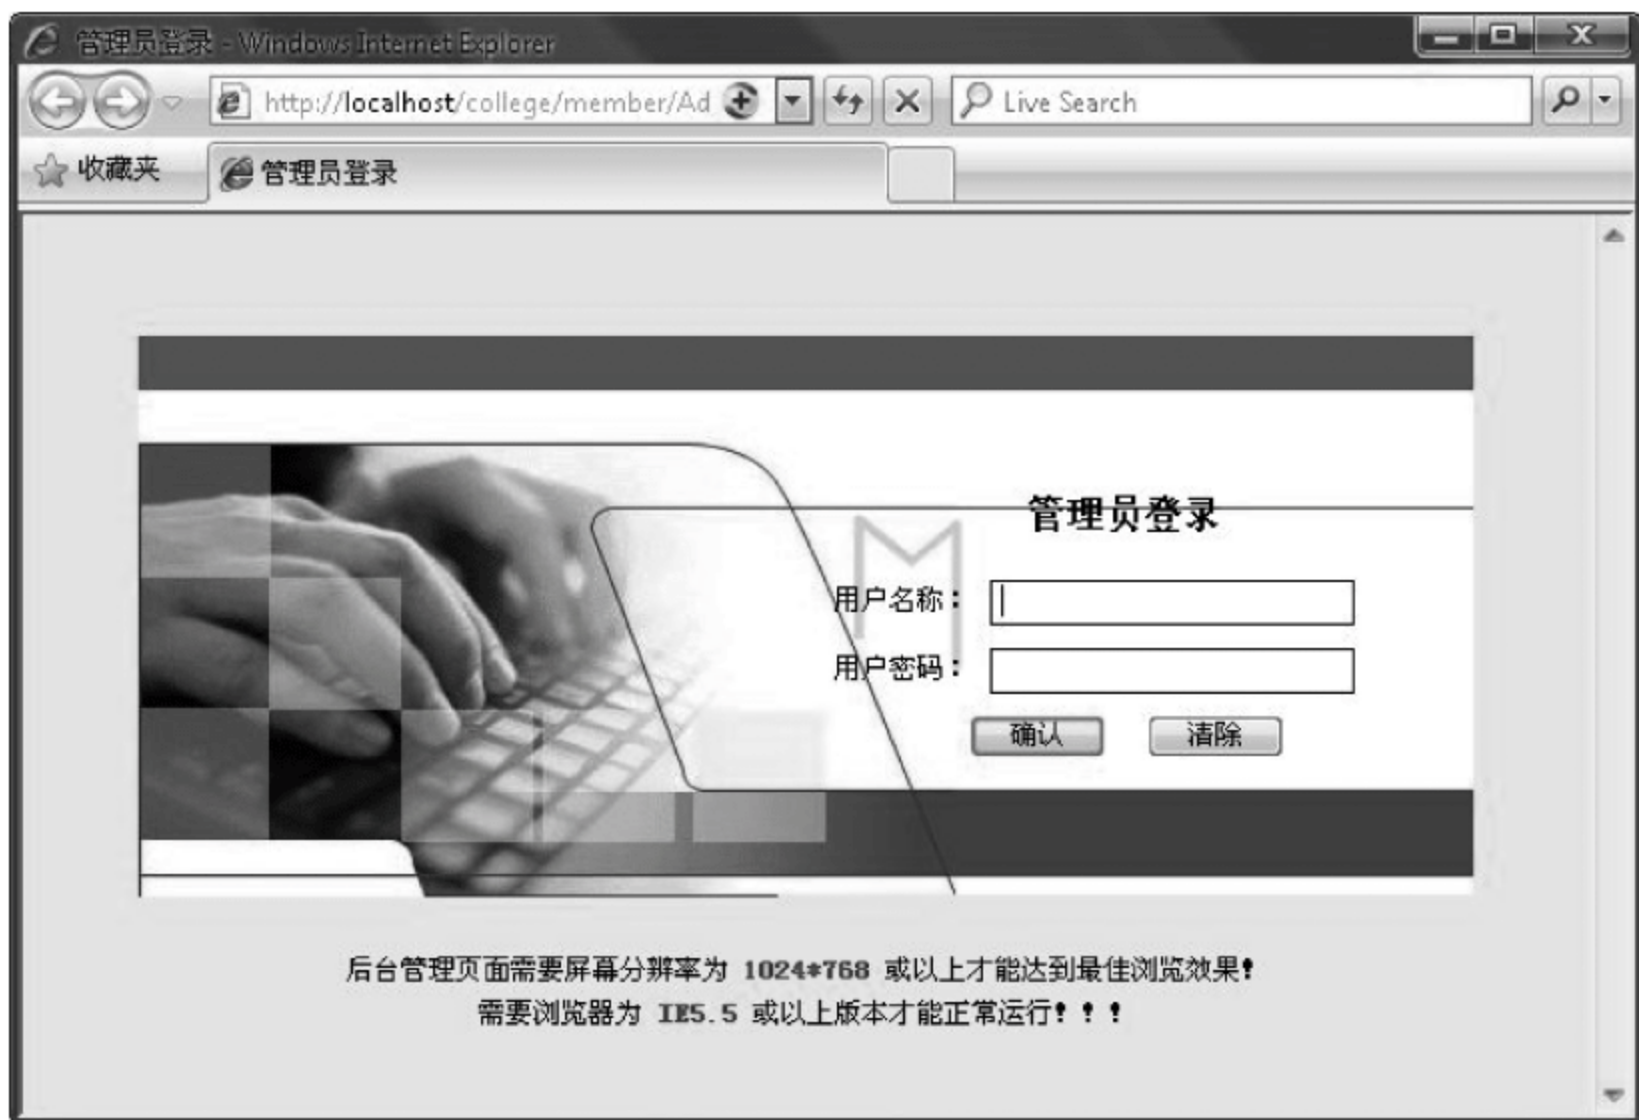 管理员登录 - Windows Internet Explorer
http://localhost/college/member/Ad
Live Search
收藏夹
管理员登录
M
管理员登录
用户名称：
用户密码：
确认 清除
后台管理页面需要屏幕分辨率为 1024*768 或以上才能达到最佳浏览效果！
需要浏览器为 IE5.5 或以上版本才能正常运行！！！